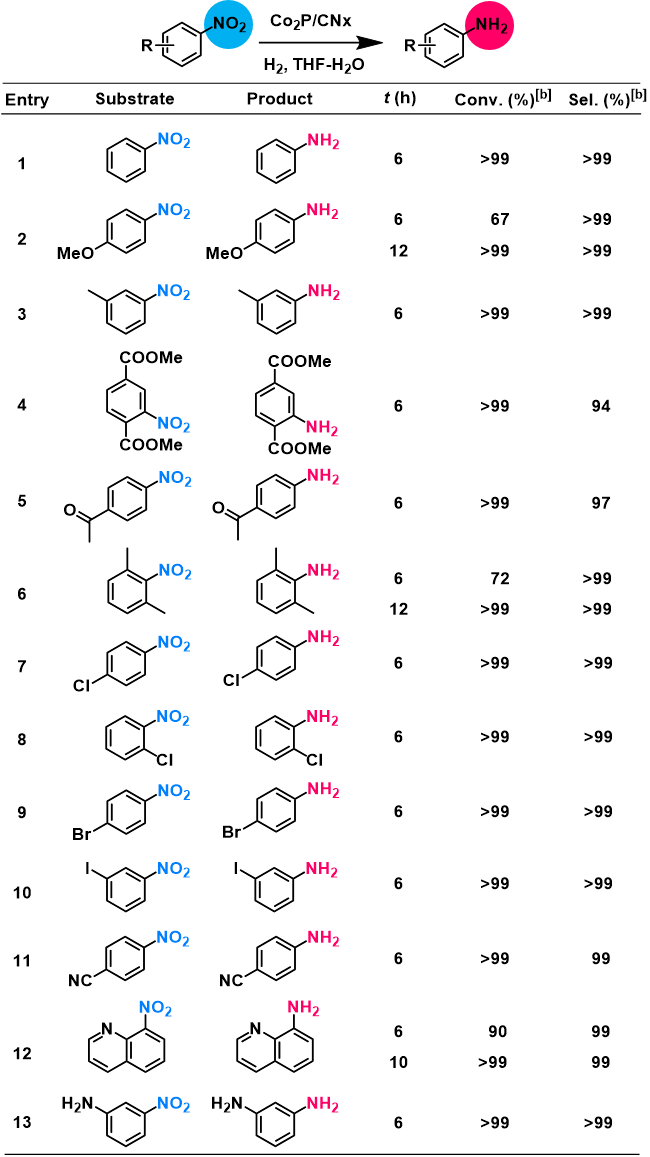 R NO2 Co2P/CNx R NH2
H2, THF-H2O
Entry Substrate Product t (h) Conv. (%)[b] Sel. (%)[b]
1 NO2 NH2 6 >99 >99
NO2 NH2 6 67 >99
2
MeO MeO 12 >99 >99
3 NO2 NH2 6 >99 >99
COOMe COOMe
4 NO2 NH2 6 >99 94
COOMe COOMe
NO2 NH2
5 O O 6 >99 97
NO2 NH2 6 72 >99
6
12 >99 >99
NO2 NH2
7 Cl Cl 6 >99 >99
NO2 NH2
8 Cl Cl 6 >99 >99
NO2 NH2
9 Br Br 6 >99 >99
10 I NO2 I NH2 6 >99 >99
NO2 NH2
11 NC NC 6 >99 99
NO2 NH2
N N 6 90 99
12
10 >99 99
13 H2N NO2 H2N NH2 6 >99 >99